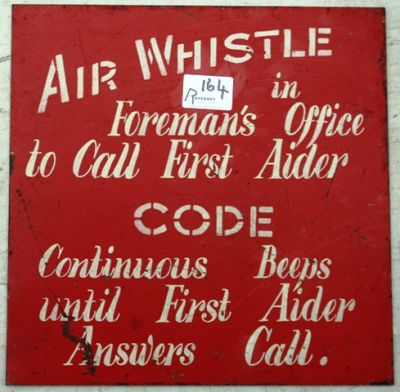 AIR WHISTLE
164
in
Foreman's Office
to Call First Aider
CODE
Continuous Beeps
until First Aider
Answers Call.